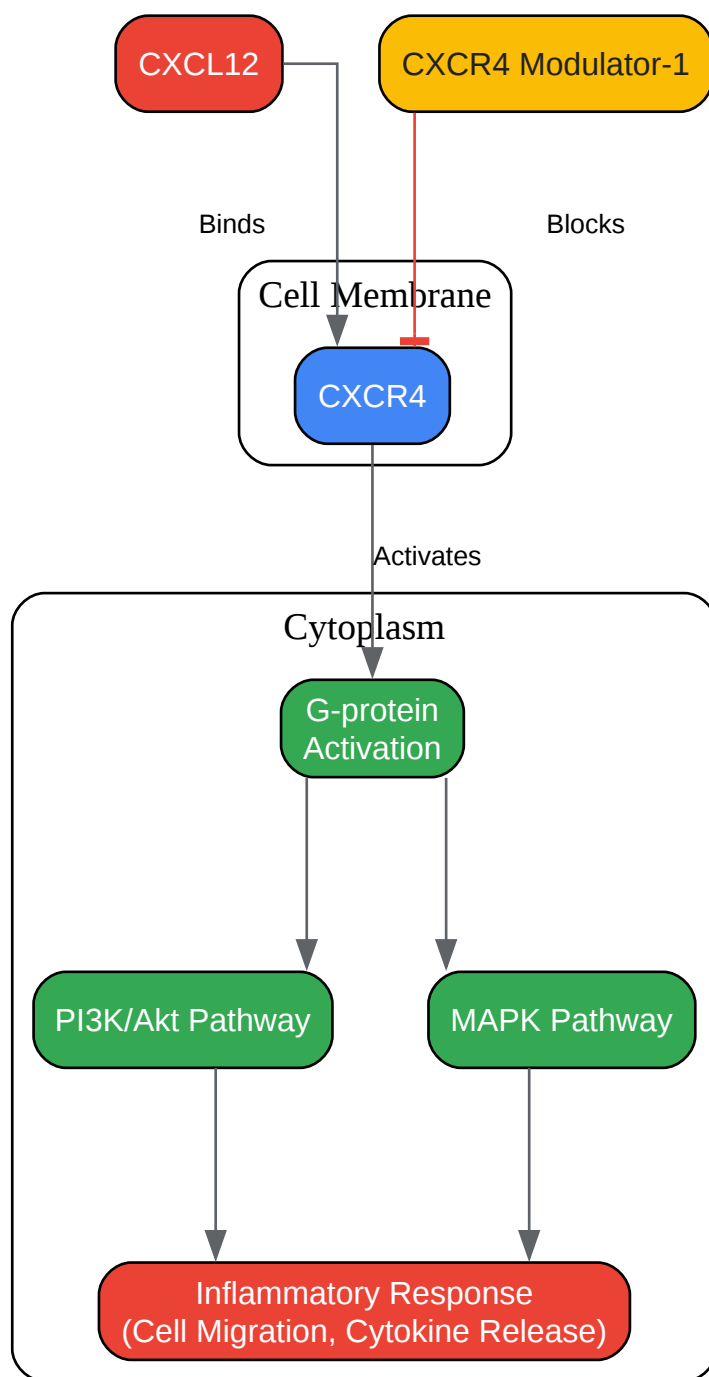 CXCL12
CXCR4 Modulator-1
Binds
Blocks
Cell Membrane
CXCR4
Activates
Cytoplasm
G-protein
Activation
PI3K/Akt Pathway
MAPK Pathway
Inflammatory Response
(Cell Migration, Cytokine Release)